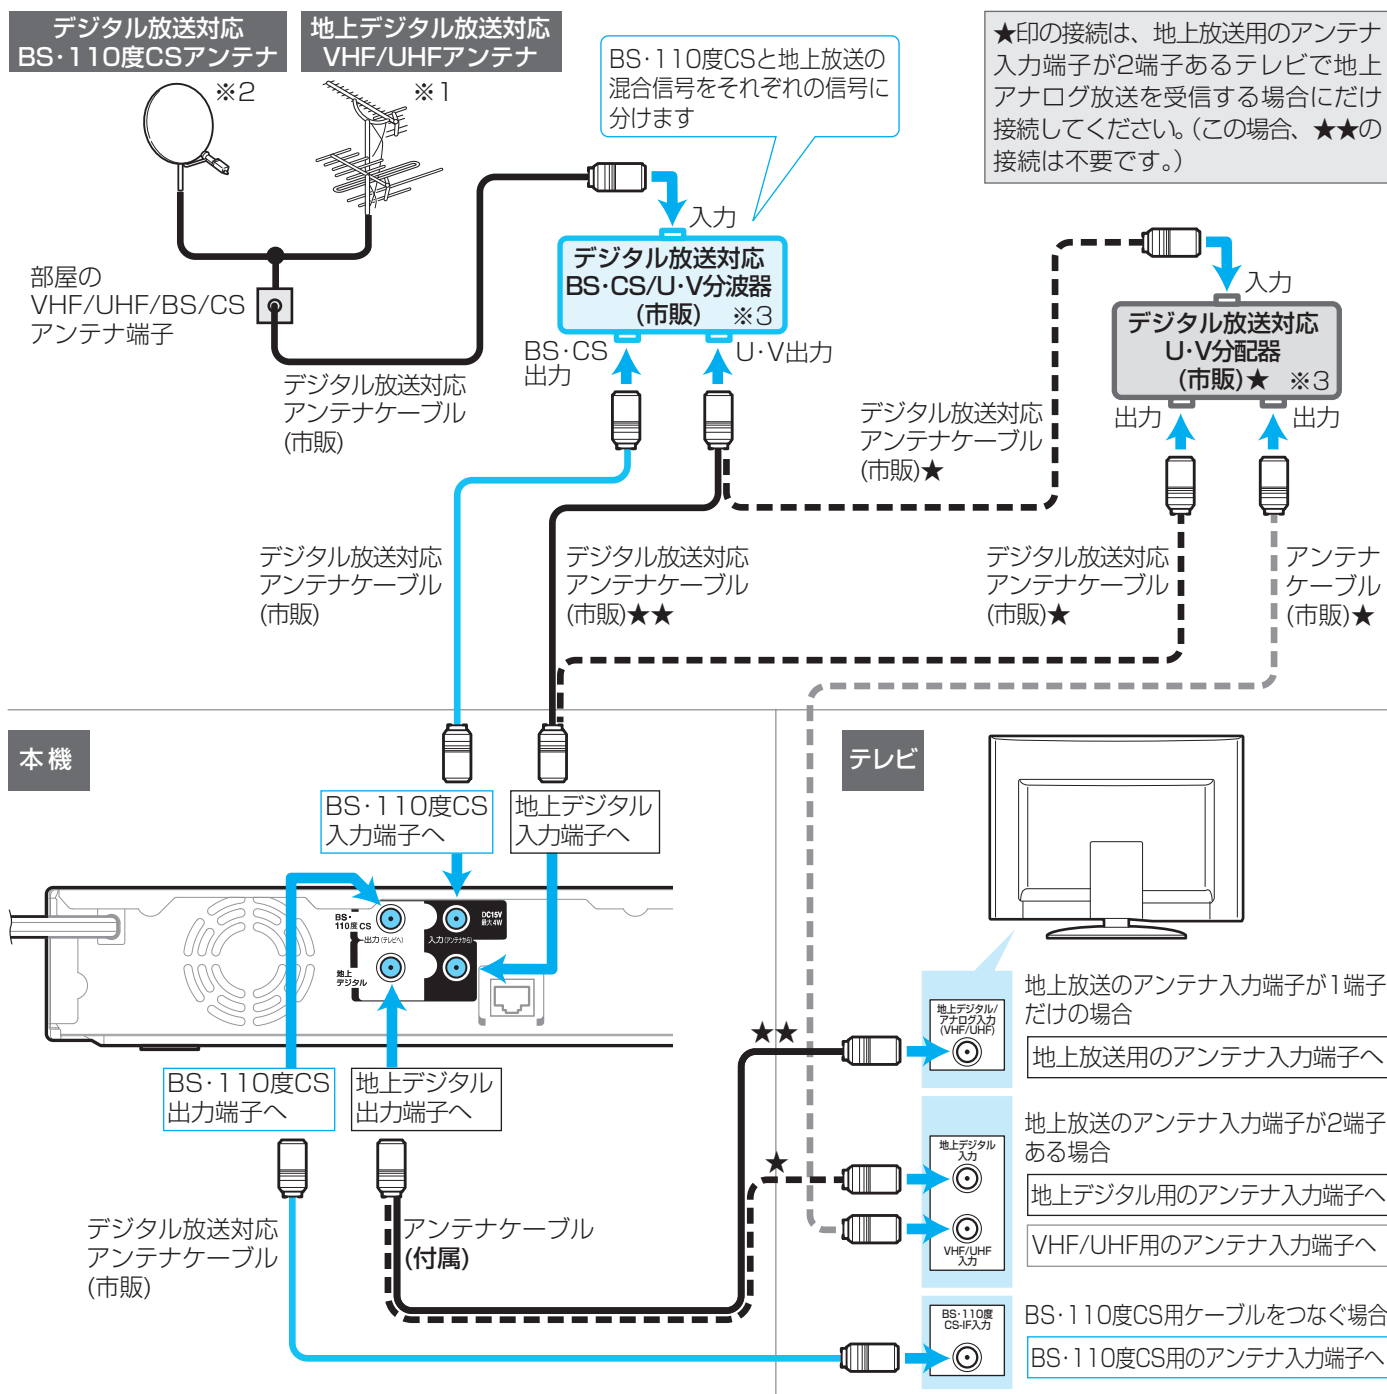 デジタル放送対応
BS・110度CSアンテナ
※2
地上デジタル放送対応
VHF/UHFアンテナ
※1
BS・110度CSと地上放送の
混合信号をそれぞれの信号に
分けます
★印の接続は、地上放送用のアンテナ
入力端子が2端子あるテレビで地上
アナログ放送を受信する場合にだけ
接続してください。(この場合、★★の
接続は不要です。)
部屋の
VHF/UHF/BS/CS
アンテナ端子
入力
デジタル放送対応
BS・CS/U・V分波器
(市販) ※3
BS・CS
出力
U・V出力
入力
デジタル放送対応
U・V分配器
(市販)★ ※3
出力
出力
デジタル放送対応
アンテナケーブル
(市販)
デジタル放送対応
アンテナケーブル
(市販)★
デジタル放送対応
アンテナケーブル
(市販)
デジタル放送対応
アンテナケーブル
(市販)★★
デジタル放送対応
アンテナケーブル
(市販)★
アンテナ
ケーブル
(市販)★
本機
テレビ
BS・110度CS
入力端子へ
地上デジタル
入力端子へ
BS・
110度CS
出力(テレビへ)
入力(アンテナから)
DC15V
最大4W
地上
デジタル
BS・110度CS
出力端子へ
地上デジタル
出力端子へ
デジタル放送対応
アンテナケーブル
(市販)
アンテナケーブル
(付属)
★★
★
地上デジタル/
アナログ入力
(VHF/UHF)
地上放送のアンテナ入力端子が1端子
だけの場合
地上放送用のアンテナ入力端子へ
地上放送のアンテナ入力端子が2端子
ある場合
地上デジタル
入力
地上デジタル用のアンテナ入力端子へ
VHF/UHF
入力
VHF/UHF用のアンテナ入力端子へ
BS・110度
CS-IF入力
BS・110度CS用ケーブルをつなぐ場合
BS・110度CS用のアンテナ入力端子へ